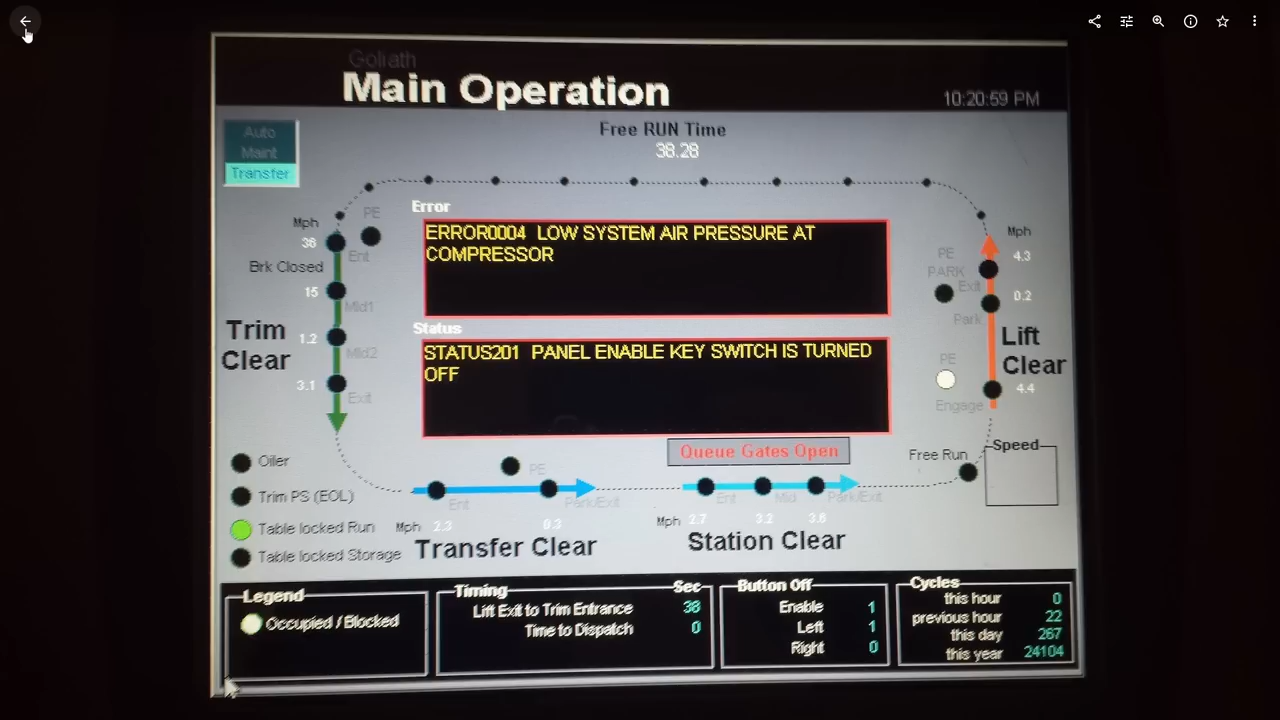 Goliath
Main Operation
10:20:59 PM
Auto
Maint
Transfer
Free RUN Time
38.28
Error
ERROR0004 LOW SYSTEM AIR PRESSURE AT
COMPRESSOR
Status
STATUS201 PANEL ENABLE KEY SWITCH IS TURNED
OFF
Mph
36
PE
Ent
Brk Closed
15
Mid1
Trim
Clear
1.2
Mid2
3.1
Exit
Mph
PE
PARK
4.3
Exit
0.2
Park
Lift
Clear
PE
4.4
Engage
Queue Gates Open
Free Run
Speed
Oiler
Trim PS (EOL)
Table locked Run
Table locked Storage
PE
Ent
Park/Exit
Mph 2.3 0.3
Transfer Clear
Ent
Mid
Park/Exit
Mph 2.7 3.2 3.6
Station Clear
Legend
Occupied / Blocked
Timing Sec
Lift Exit to Trim Entrance 38
Time to Dispatch 0
Button Off
Enable 1
Left 1
Right 0
Cycles
this hour 0
previous hour 22
this day 267
this year 24104